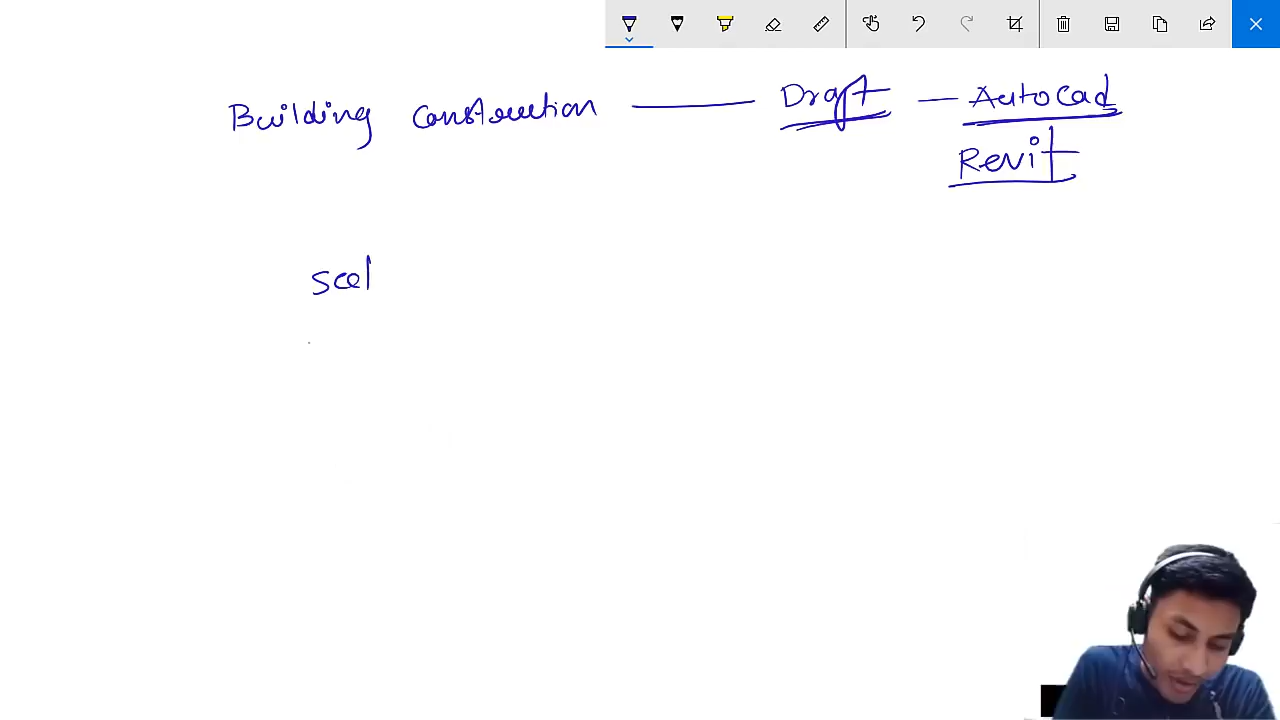 Building Construction — Draft — AutoCad
Revit
scal